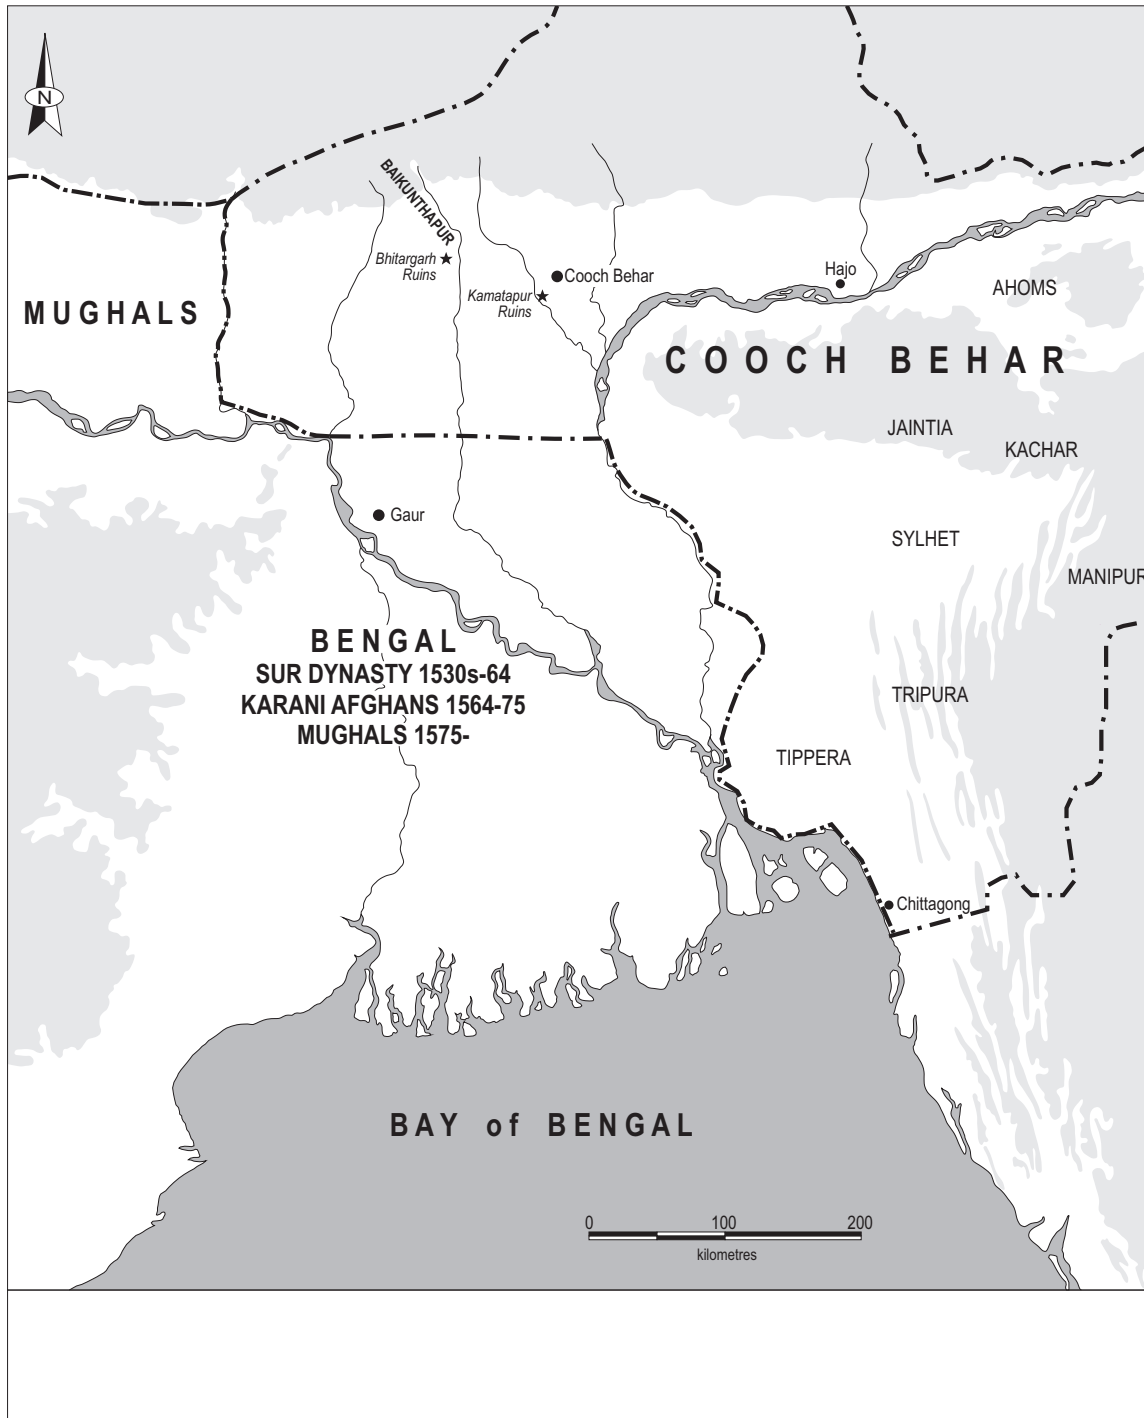 N
BAIKUNTHAPUR
Bhitargarh
Ruins
Cooch Behar
Kamatapur
Ruins
Hajo
AHOMS
MUGHALS
COOCH BEHAR
JAINTIA
KACHAR
Gaur
SYLHET
MANIPUR
BENGAL
SUR DYNASTY 1530s-64
KARANI AFGHANS 1564-75
MUGHALS 1575-
TRIPURA
TIPPERA
Chittagong
BAY of BENGAL
0 100 200
kilometres